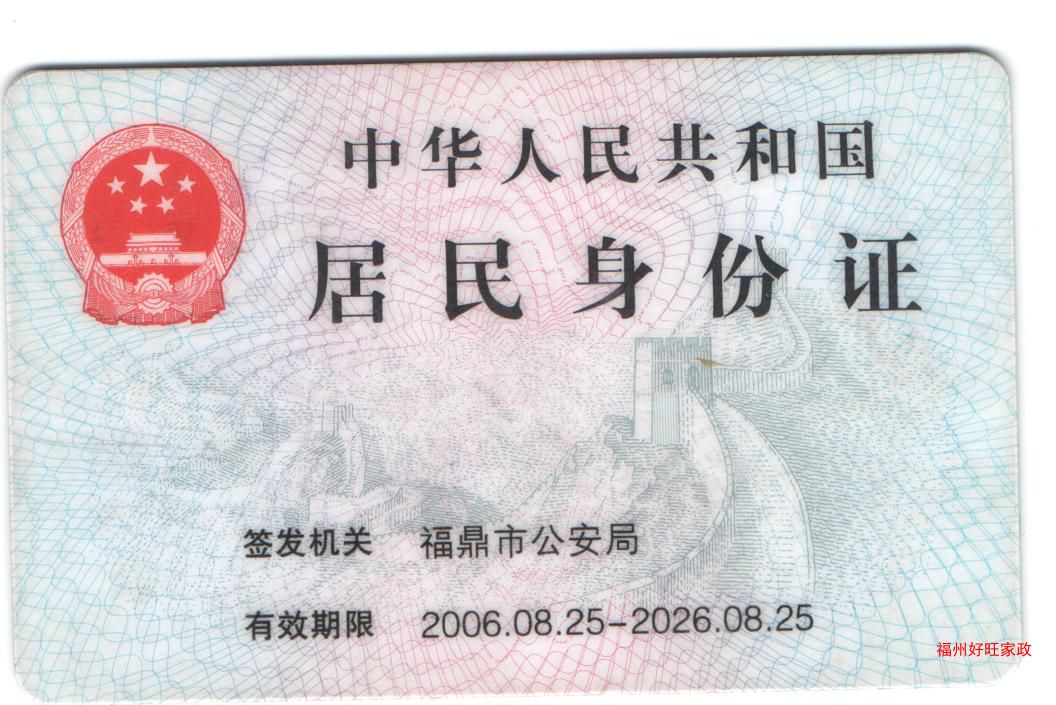 中华人民共和国
居民身份证
签发机关 福鼎市公安局
有效期限 2006.08.25-2026.08.25
福州好旺家政